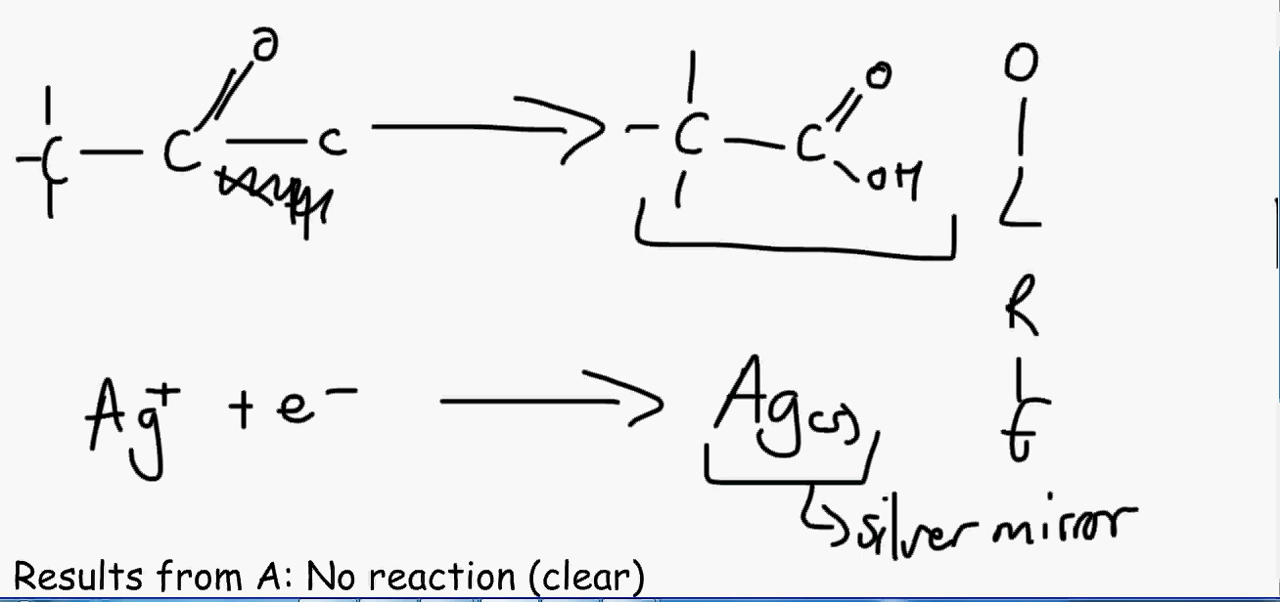 O
-C-C-C → -C-C
O
OH
O
I
L
R
I
G
Ag⁺ + e⁻ → Ag(s)
silver mirror
Results from A: No reaction (clear)